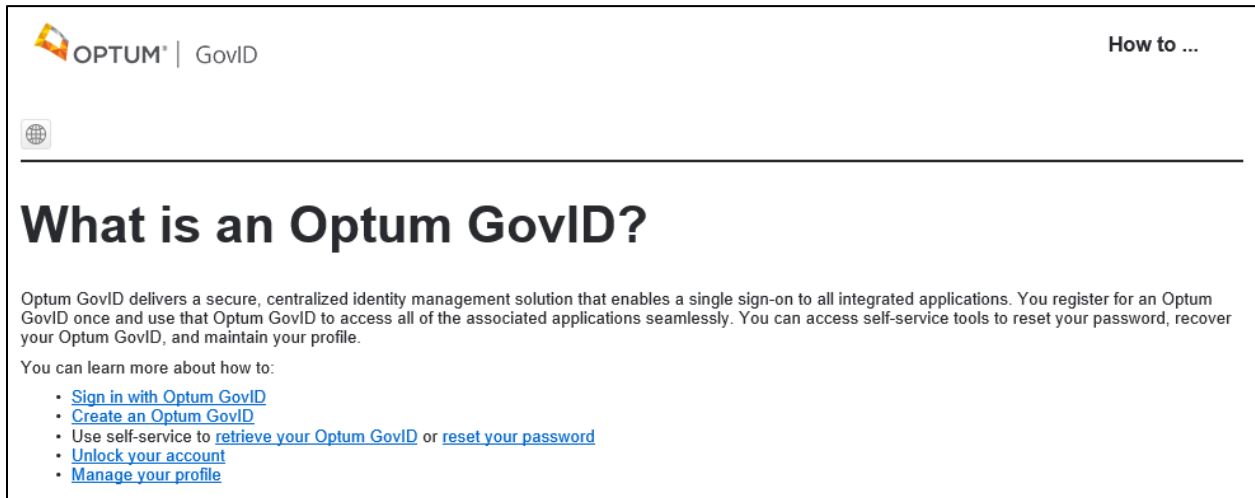 OPTUM® | GovID
How to ...
What is an Optum GovID?
Optum GovID delivers a secure, centralized identity management solution that enables a single sign-on to all integrated applications. You register for an Optum
GovID once and use that Optum GovID to access all of the associated applications seamlessly. You can access self-service tools to reset your password, recover
your Optum GovID, and maintain your profile.
You can learn more about how to:
• Sign in with Optum GovID
• Create an Optum GovID
• Use self-service to retrieve your Optum GovID or reset your password
• Unlock your account
• Manage your profile